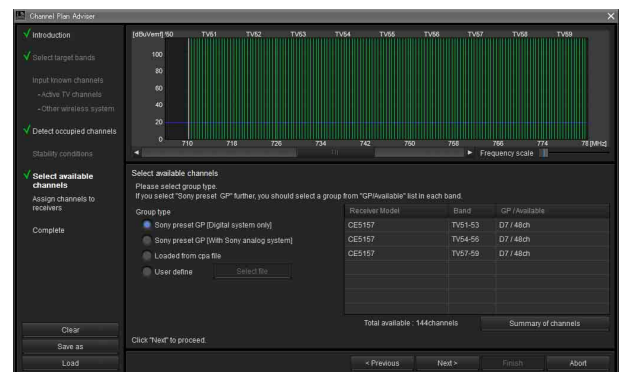 Channel Plan Adviser
Introduction
Select target bands
Input known channels
-Active TV channels
-Other wireless system
Detect occupied channels
Stability conditions
Select available
channels
Assign channels to
receivers
Complete
Clear
Save as
Load
[dBuVemf] /50 TV51 TV52 TV53 TV54 TV55 TV56 TV57 TV58 TV59
100
80
60
40
20
0
710 718 726 734 742 750 758 766 774 78 [MHz]
Frequency scale
Select available channels
Please select group type.
If you select "Sony preset GP" further, you should select a group from "GP/Available" list in each band.
Group type
Sony preset GP [Digital system only]
Sony preset GP [With Sony analog system]
Loaded from cpa file
User define Select file
Receiver Model Band GP /Available
CE5157 TV51-53 D7 / 48ch
CE5157 TV54-56 D7 / 48ch
CE5157 TV57-59 D7 / 48ch
Total available : 144channels Summary of channels
Click "Next" to proceed.
< Previous Next > Finish Abort